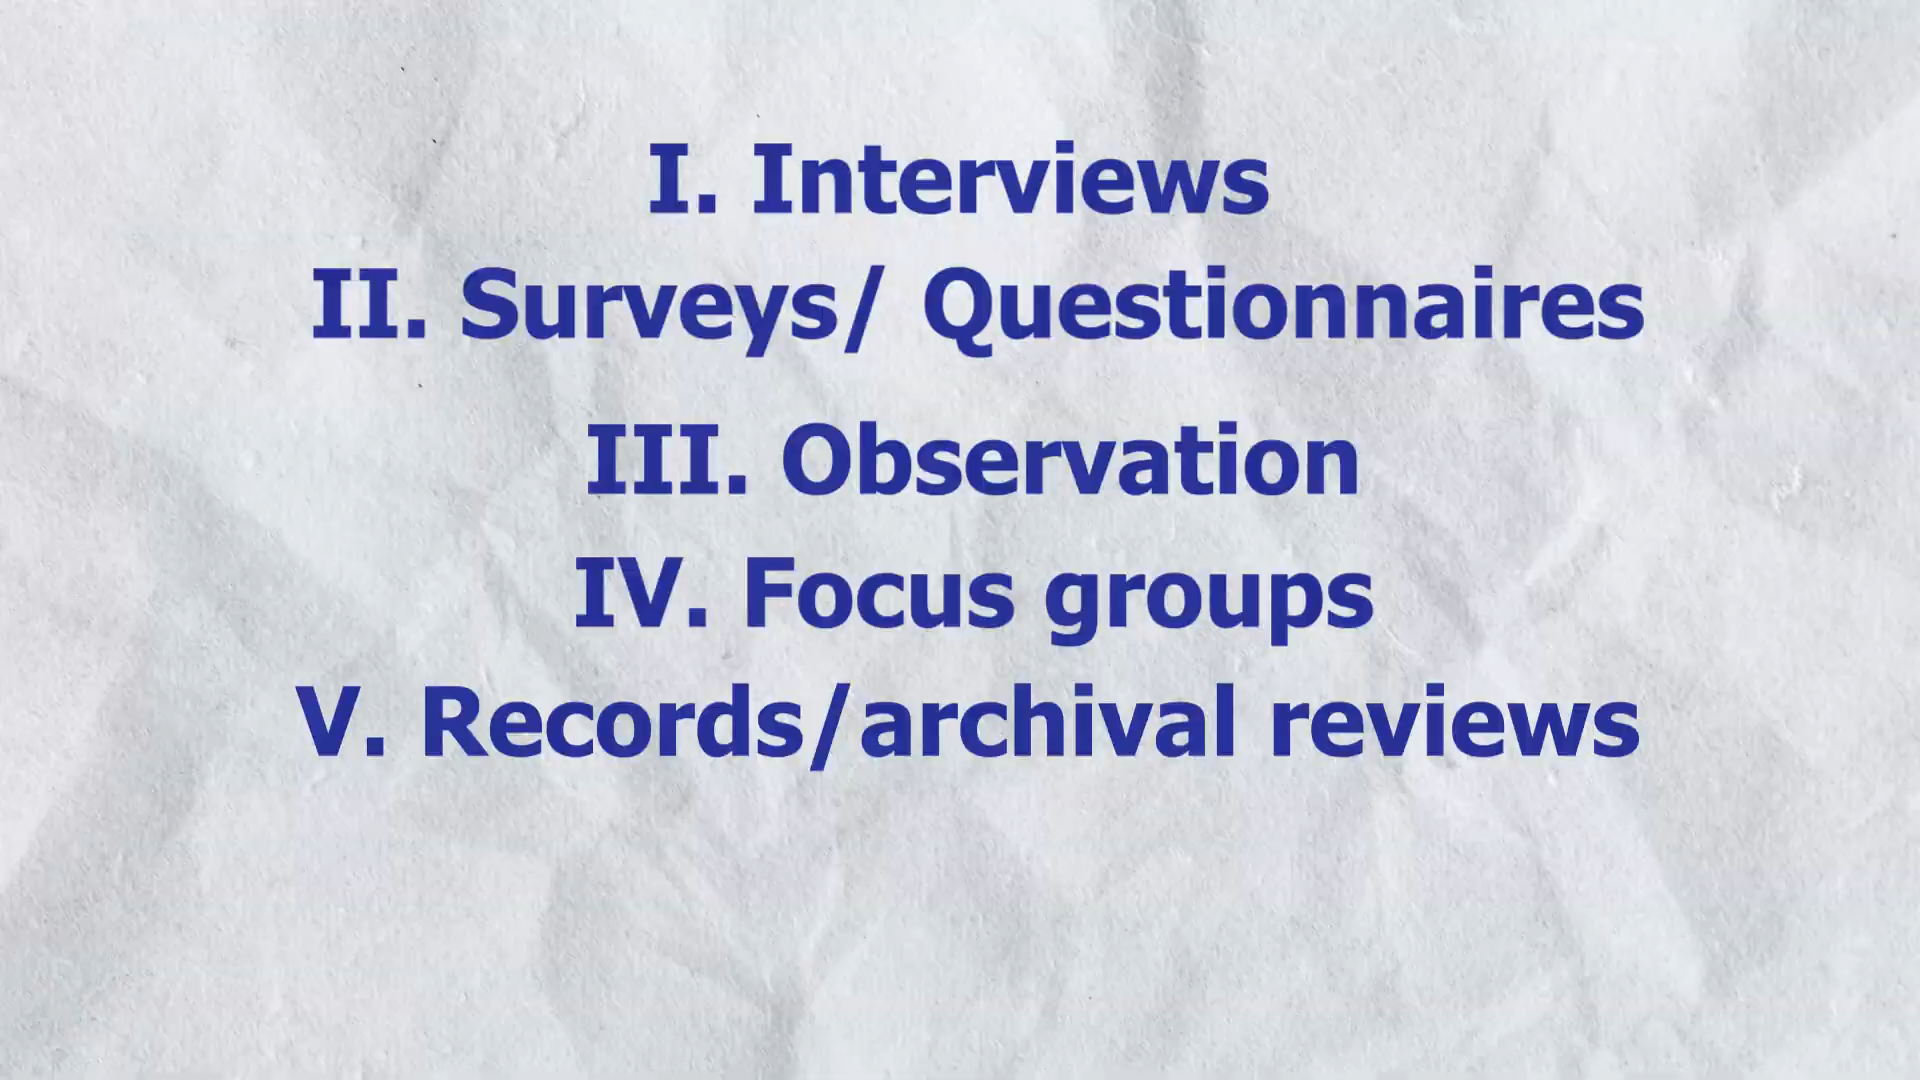 I. Interviews
II. Surveys/ Questionnaires
III. Observation
IV. Focus groups
V. Records/archival reviews